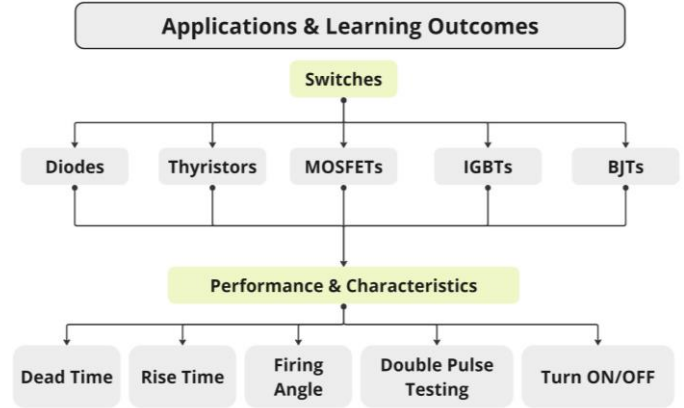 Applications & Learning Outcomes
Switches
Diodes
Thyristors
MOSFETs
IGBTs
BJTs
Performance & Characteristics
Dead Time
Rise Time
Firing
Angle
Double Pulse
Testing
Turn ON/OFF